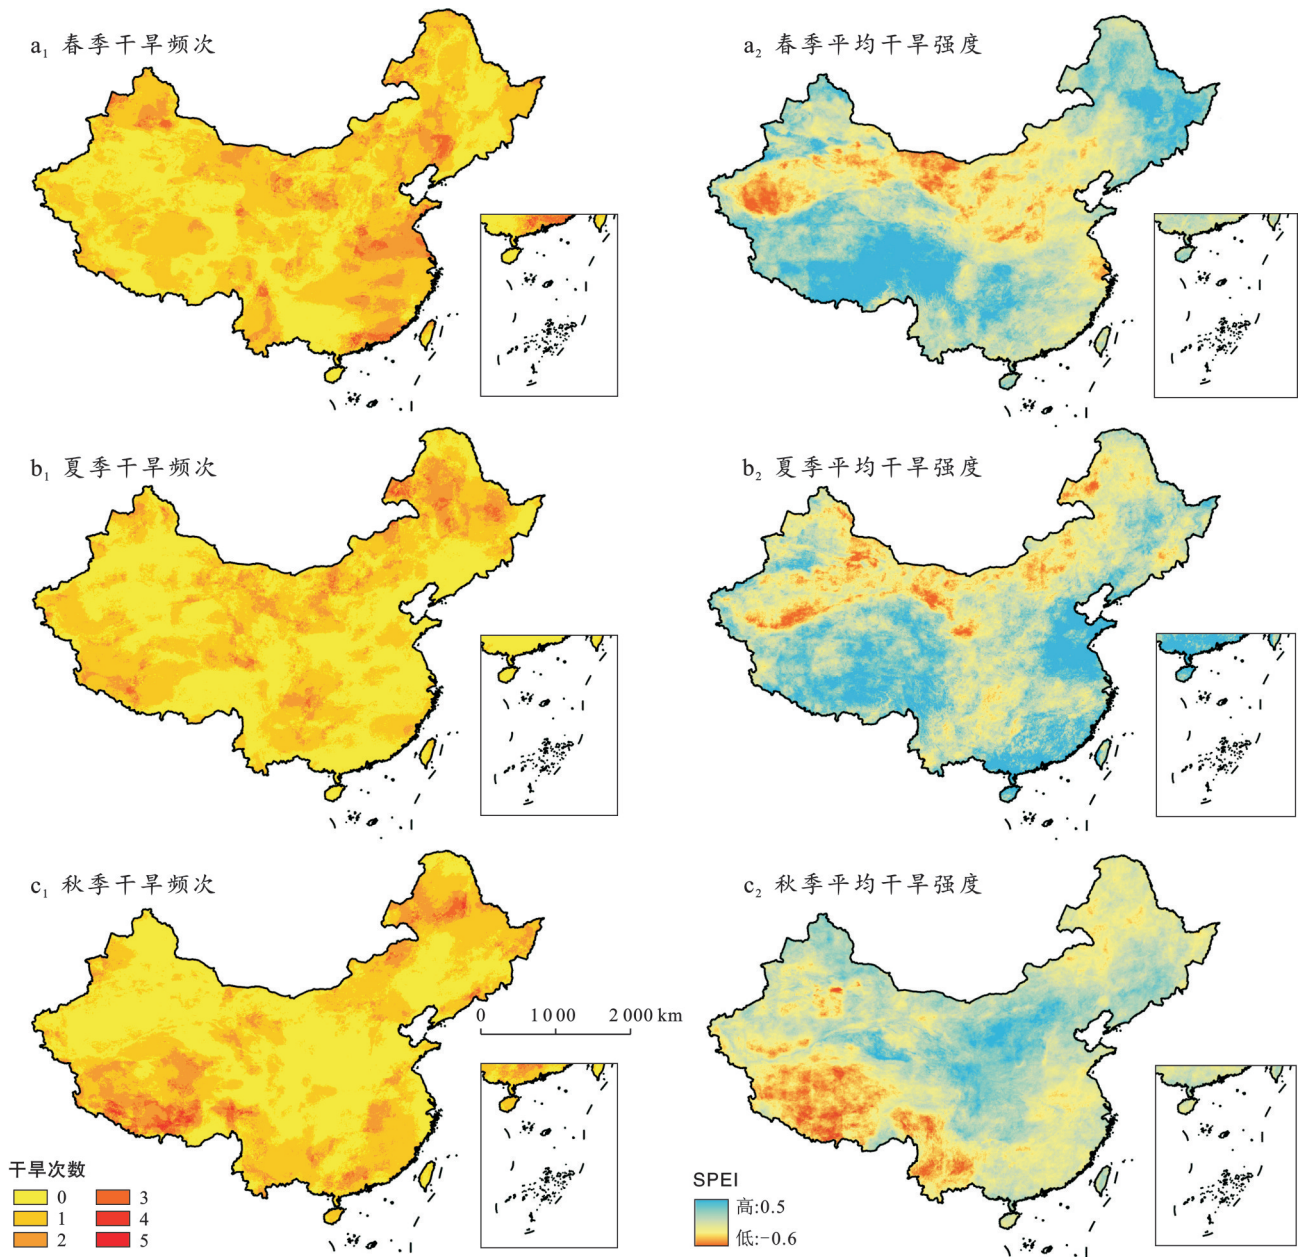 a₁ 春季干旱频次
a₂ 春季平均干旱强度
b₁ 夏季干旱频次
b₂ 夏季平均干旱强度
c₁ 秋季干旱频次
c₂ 秋季平均干旱强度
0 1 000 2 000 km
干旱次数
0 3
1 4
2 5
SPEI
高:0.5
低:-0.6